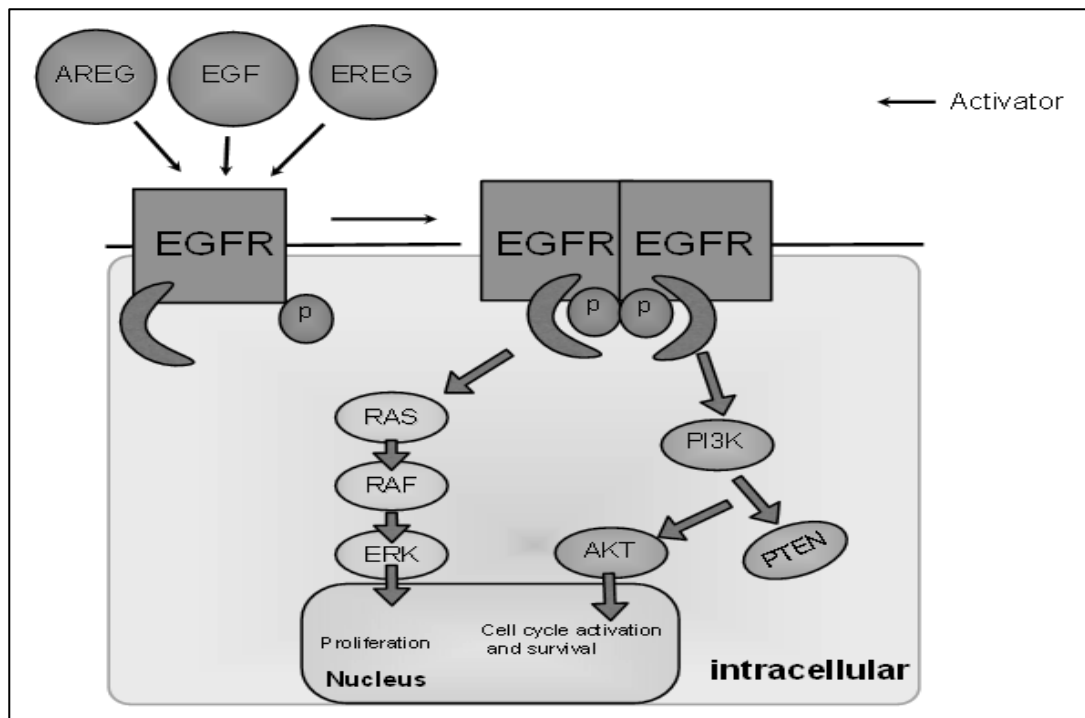 AREG
EGF
EREG
Activator
EGFR
EGFR
EGFR
p
p
p
RAS
PI3K
RAF
ERK
AKT
PTEN
Proliferation
Cell cycle activation
and survival
Nucleus
intracellular